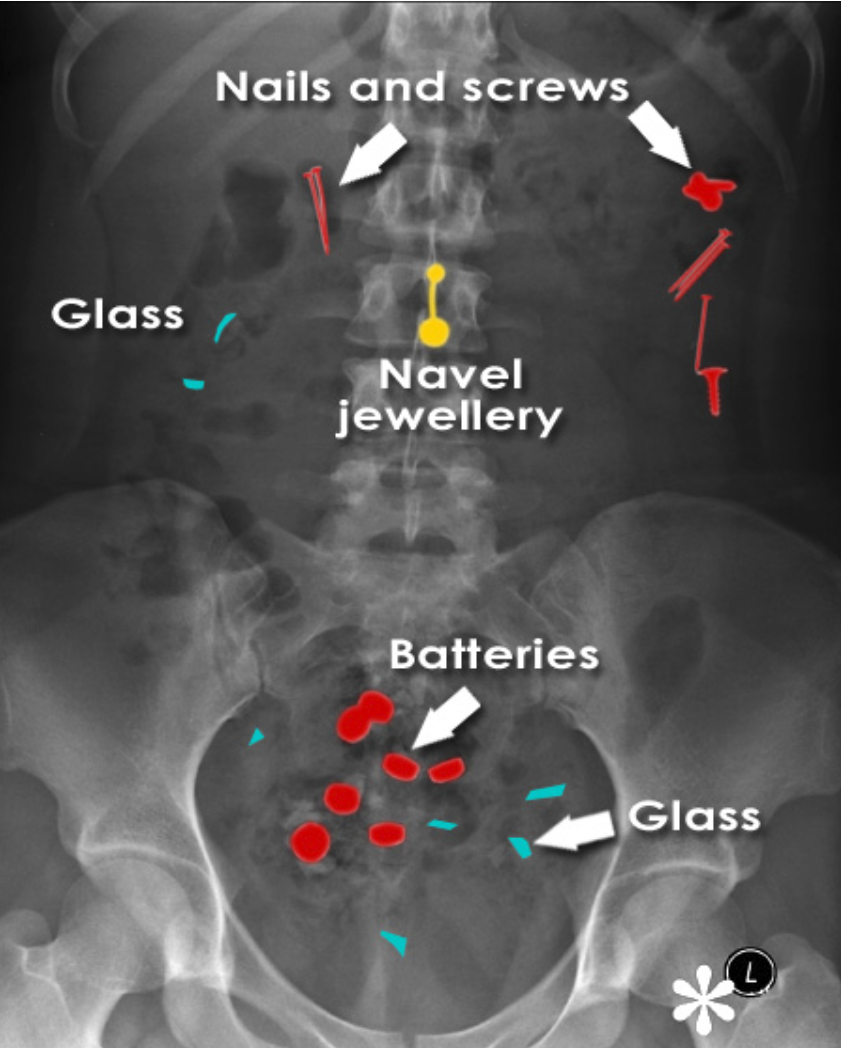 Nails and screws
Glass
Navel
jewellery
Batteries
Glass
L